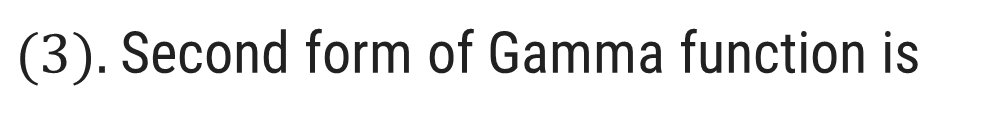 (3). Second form of Gamma function is